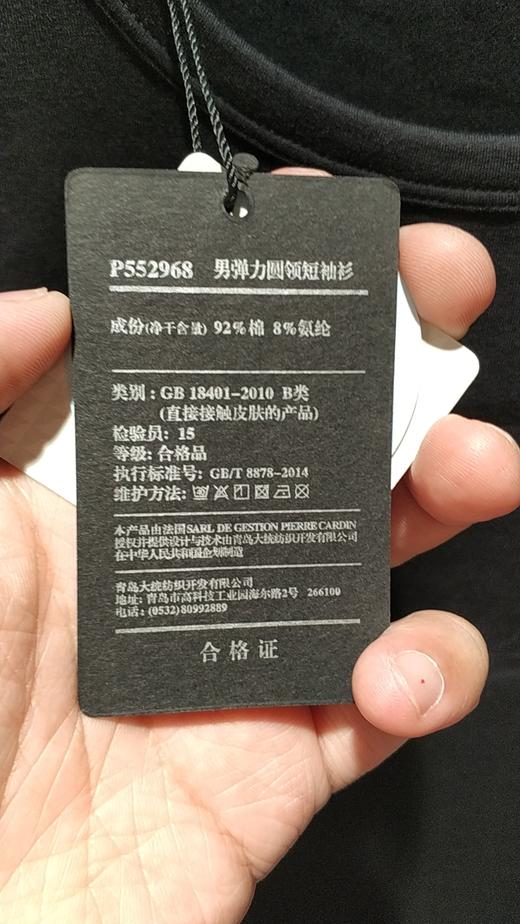 P552968 男弹力圆领短袖衫
成份(净干含量) 92%棉 8%氨纶
类别：GB 18401-2010 B类
(直接接触皮肤的产品)
检验员：15
等级：合格品
执行标准号：GB/T 8878-2014
维护方法：
本产品由法国SARL DE GESTION PIERRE CARDIN
授权并提供设计与技术由青岛大统纺织开发有限公司
在中华人民共和国企划制造
青岛大统纺织开发有限公司
地址：青岛市高科技工业园海尔路2号 266100
电话：(0532)80992889
合格证